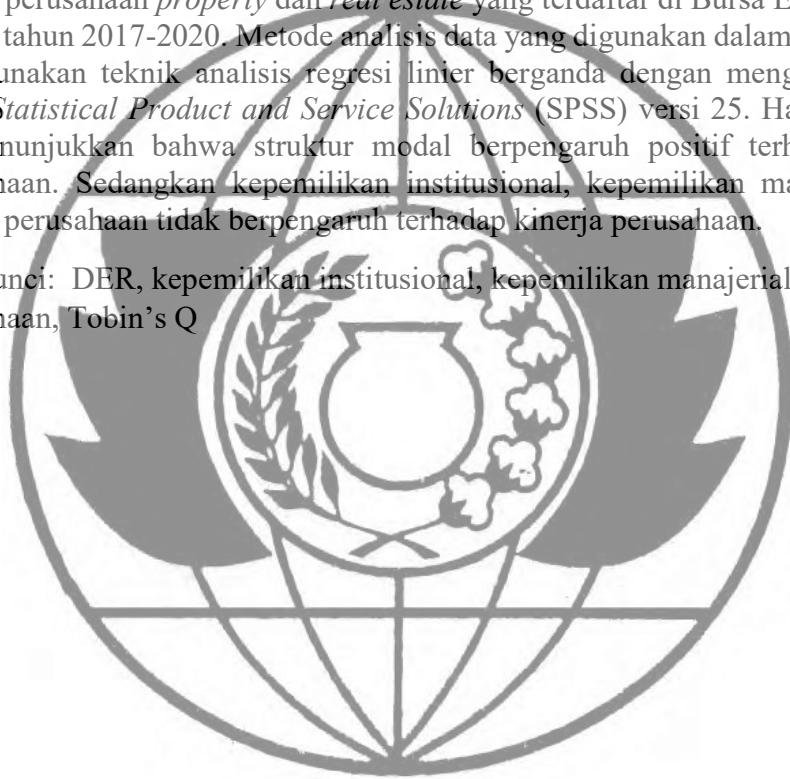 perusahaan property dan real estate yang terdaftar di Bursa E
tahun 2017-2020. Metode analisis data yang digunakan dalam
unakan teknik analisis regresi linier berganda dengan meng
Statistical Product and Service Solutions (SPSS) versi 25. Ha
nunjukkan bahwa struktur modal berpengaruh positif terh
naan. Sedangkan kepemilikan institusional, kepemilikan ma
perusahaan tidak berpengaruh terhadap kinerja perusahaan.
unci: DER, kepemilikan institusional, kepemilikan manajerial
naan, Tobin's Q